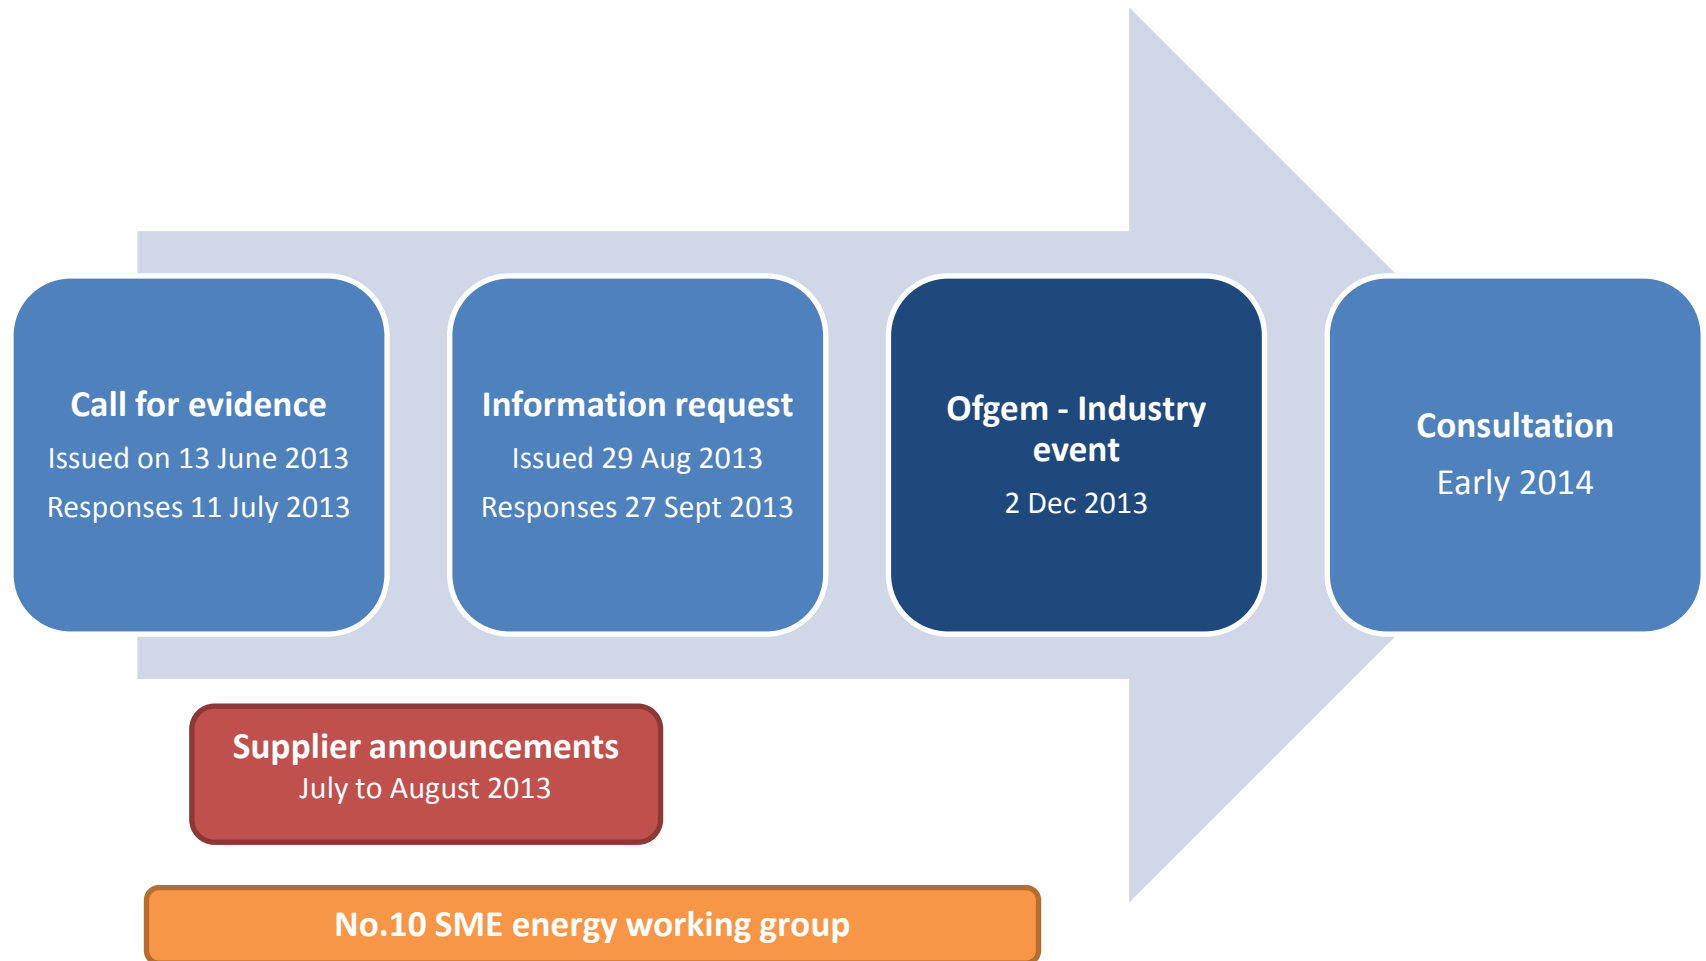 Call for evidence
Issued on 13 June 2013
Responses 11 July 2013
Information request
Issued 29 Aug 2013
Responses 27 Sept 2013
Ofgem - Industry
event
2 Dec 2013
Consultation
Early 2014
Supplier announcements
July to August 2013
No.10 SME energy working group